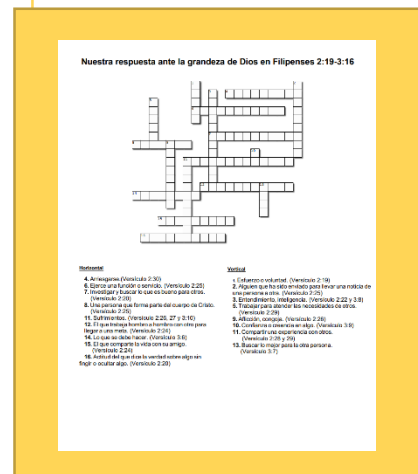 Nuestra respuesta ante la grandeza de Dios en Filipenses 2:19-3:16
Horizontal
4. Arriesgarse.(Versículo 2:30)
6. Ejerce una función o servicio. (Versículo 2:25)
7. Investigar y buscar lo que es bueno para otros.
(Versículo 2:20)
8. Una persona que forma parte del cuerpo de Cristo.
(Versículo 2:25)
11. Sufrimientos. (Versículo 2:26, 27 y 3:10)
12. El que trabaja hombro a hombro con otro para
llegar a una meta. (Versículo 2:24)
14. Lo que se debe hacer. (Versículo 3:6)
15. El que comparte la vida con su amigo.
(Versículo 2:24)
16. Actitud del que dice la verdad sobre algo sin
fingir o ocultar algo. (Versículo 2:20)
Vertical
1. Esfuerzo o voluntad. (Versículo 2:19)
2. Alguien que ha sido enviado para llevar una noticia de
una persona a otra. (Versículo 2:25)
3. Entendimiento, inteligencia. (Versículo 2:22 y 3:8)
5. Trabajar para atender las necesidades de otros.
(Versículo 2:22)
9. Aflicción, congoja. (Versículo 2:28)
10. Confianza o creencia en algo. (Versículo 3:9)
11. Compartir una experiencia con otros.
(Versículo 2:28 y 29)
13. Buscar lo mejor para la otra persona.
(Versículo 3:7)